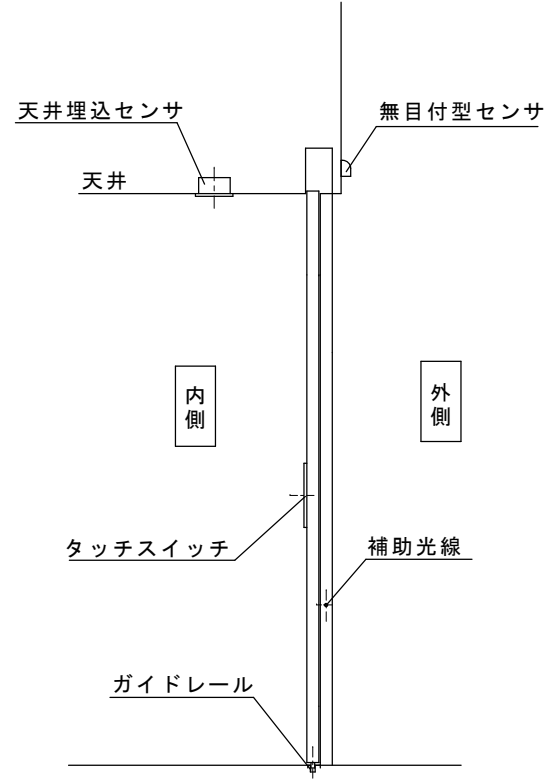 天井埋込センサ
無目付型センサ
天井
内側
外側
タッチスイッチ
補助光線
ガイドレール